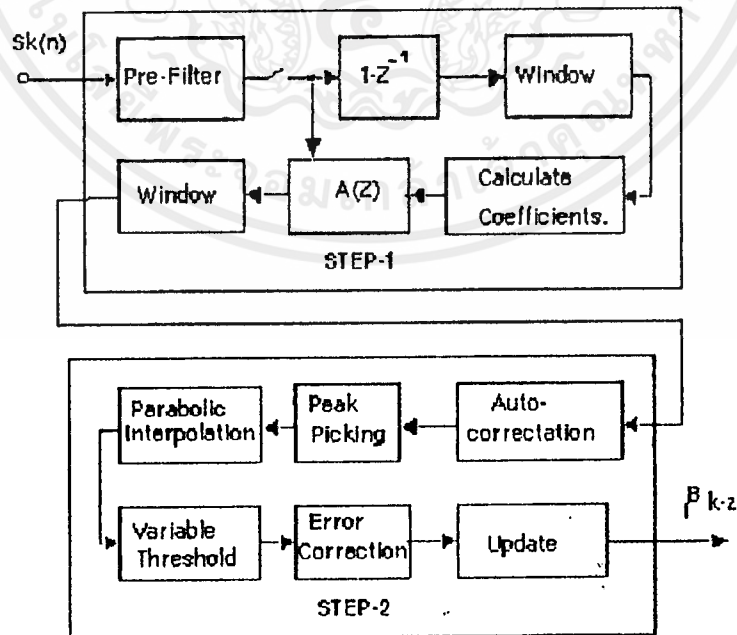 Sk(n)
Pre-Filter
1-Z⁻¹
Window
Window
A(Z)
Calculate
Coefficients.
STEP-1
Parabolic
Interpolation
Peak
Picking
Auto-
correctation
Variable
Threshold
Error
Correction
Update
k-z
STEP-2